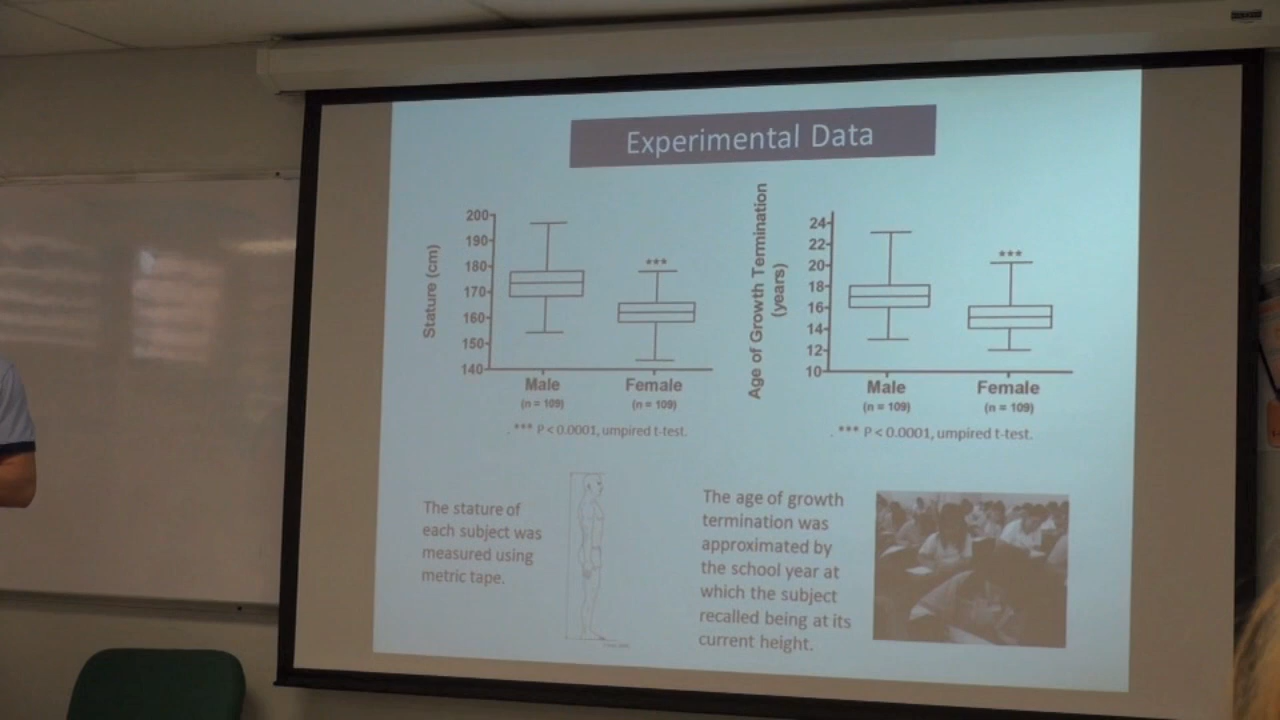 Experimental Data
Stature (cm)
200
190
180
170
160
150
140
***
Male
Female
(n = 109)
(n = 109)
. *** P < 0.0001, umpired t-test.
Age of Growth Termination
(years)
24
22
20
18
16
14
12
10
***
Male
Female
(n = 109)
(n = 109)
. *** P < 0.0001, umpired t-test.
The stature of
each subject was
measured using
metric tape.
The age of growth
termination was
approximated by
the school year at
which the subject
recalled being at its
current height.